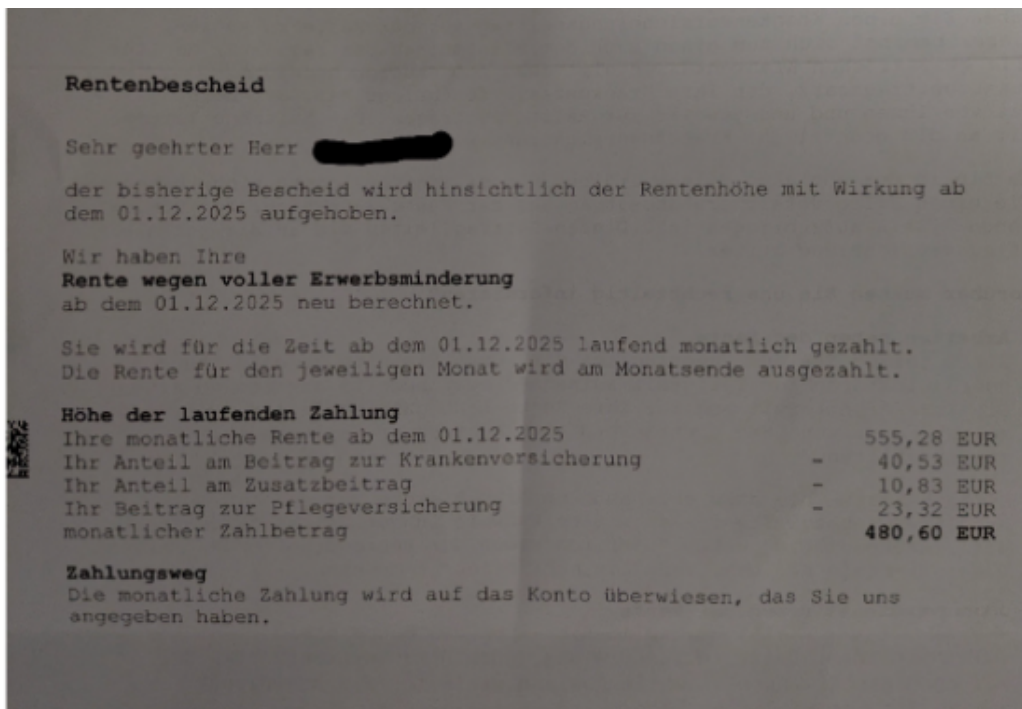 Rentenbescheid
Sehr geehrter Herr
der bisherige Bescheid wird hinsichtlich der Rentenhöhe mit Wirkung ab
dem 01.12.2025 aufgehoben.
Wir haben Ihre
Rente wegen voller Erwerbsminderung
ab dem 01.12.2025 neu berechnet.
Sie wird für die Zeit ab dem 01.12.2025 laufend monatlich gezahlt.
Die Rente für den jeweiligen Monat wird am Monatsende ausgezahlt.
Höhe der laufenden Zahlung
Ihre monatliche Rente ab dem 01.12.2025 555,28 EUR
Ihr Anteil am Beitrag zur Krankenversicherung - 40,53 EUR
Ihr Anteil am Zusatzbeitrag - 10,83 EUR
Ihr Beitrag zur Pflegeversicherung - 23,32 EUR
monatlicher Zahlbetrag 480,60 EUR
Zahlungsweg
Die monatliche Zahlung wird auf das Konto überwiesen, das Sie uns
angegeben haben.